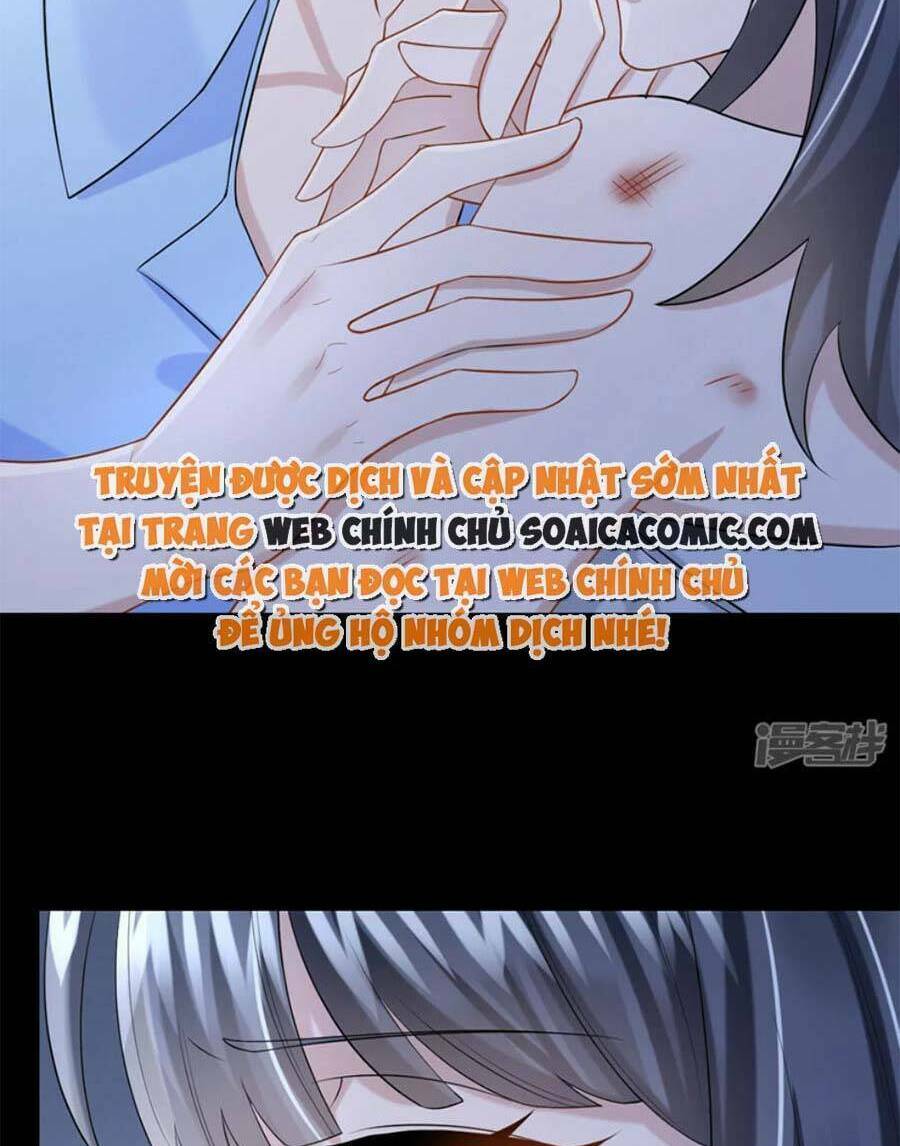 TRUYỆN ĐƯỢC DỊCH VÀ CẬP NHẬT SỚM NHẤT
TẠI TRANG WEB CHÍNH CHỦ SOAICACOMIC.COM
MỜI CÁC BẠN ĐỌC TẠI WEB CHÍNH CHỦ
ĐỂ ỦNG HỘ NHÓM DỊCH NHÉ!
漫客栈